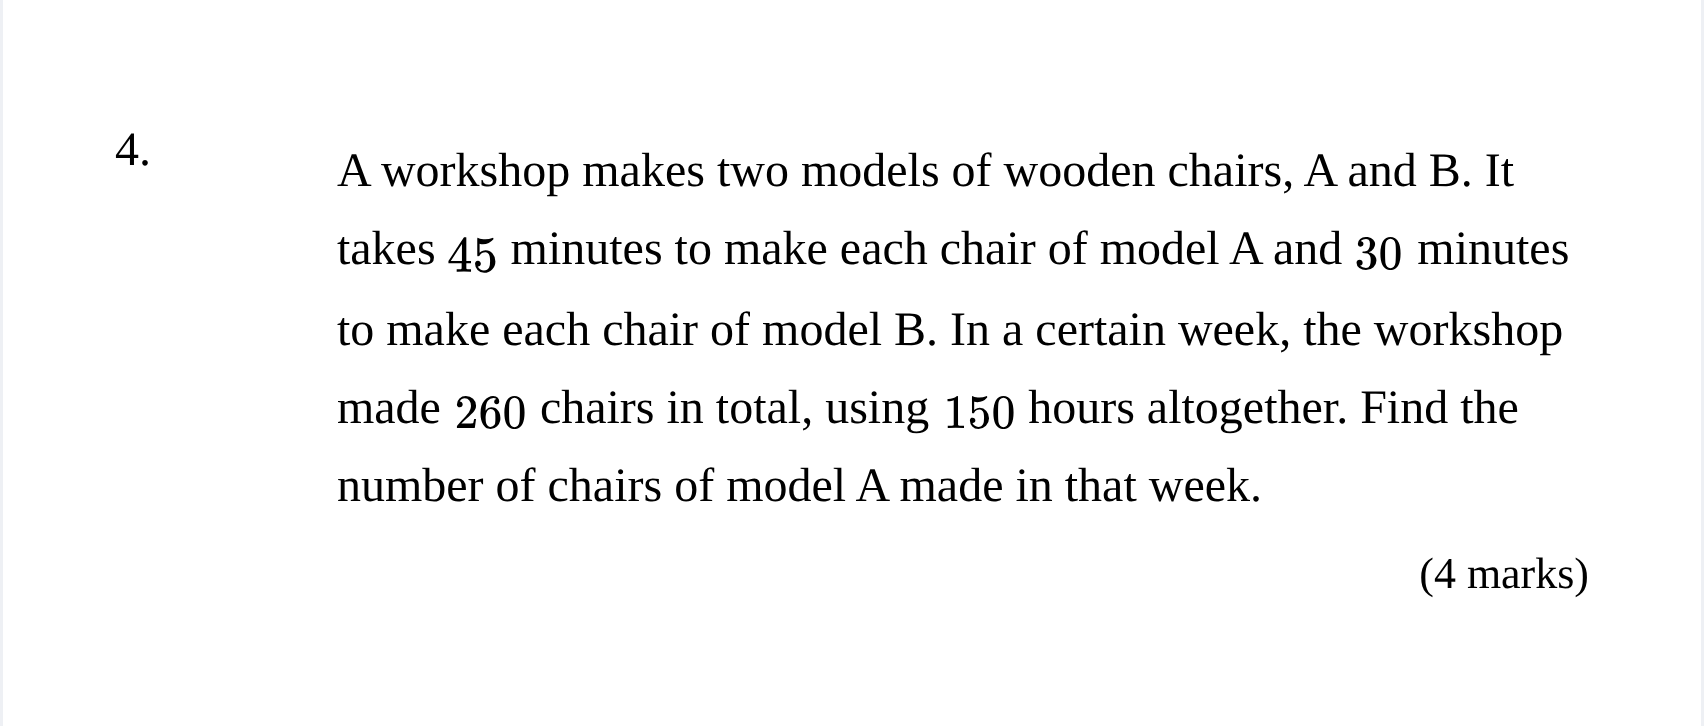 4.
A workshop makes two models of wooden chairs, A and B. It
takes 45 minutes to make each chair of model A and 30 minutes
to make each chair of model B. In a certain week, the workshop
made 260 chairs in total, using 150 hours altogether. Find the
number of chairs of model A made in that week.
(4 marks)